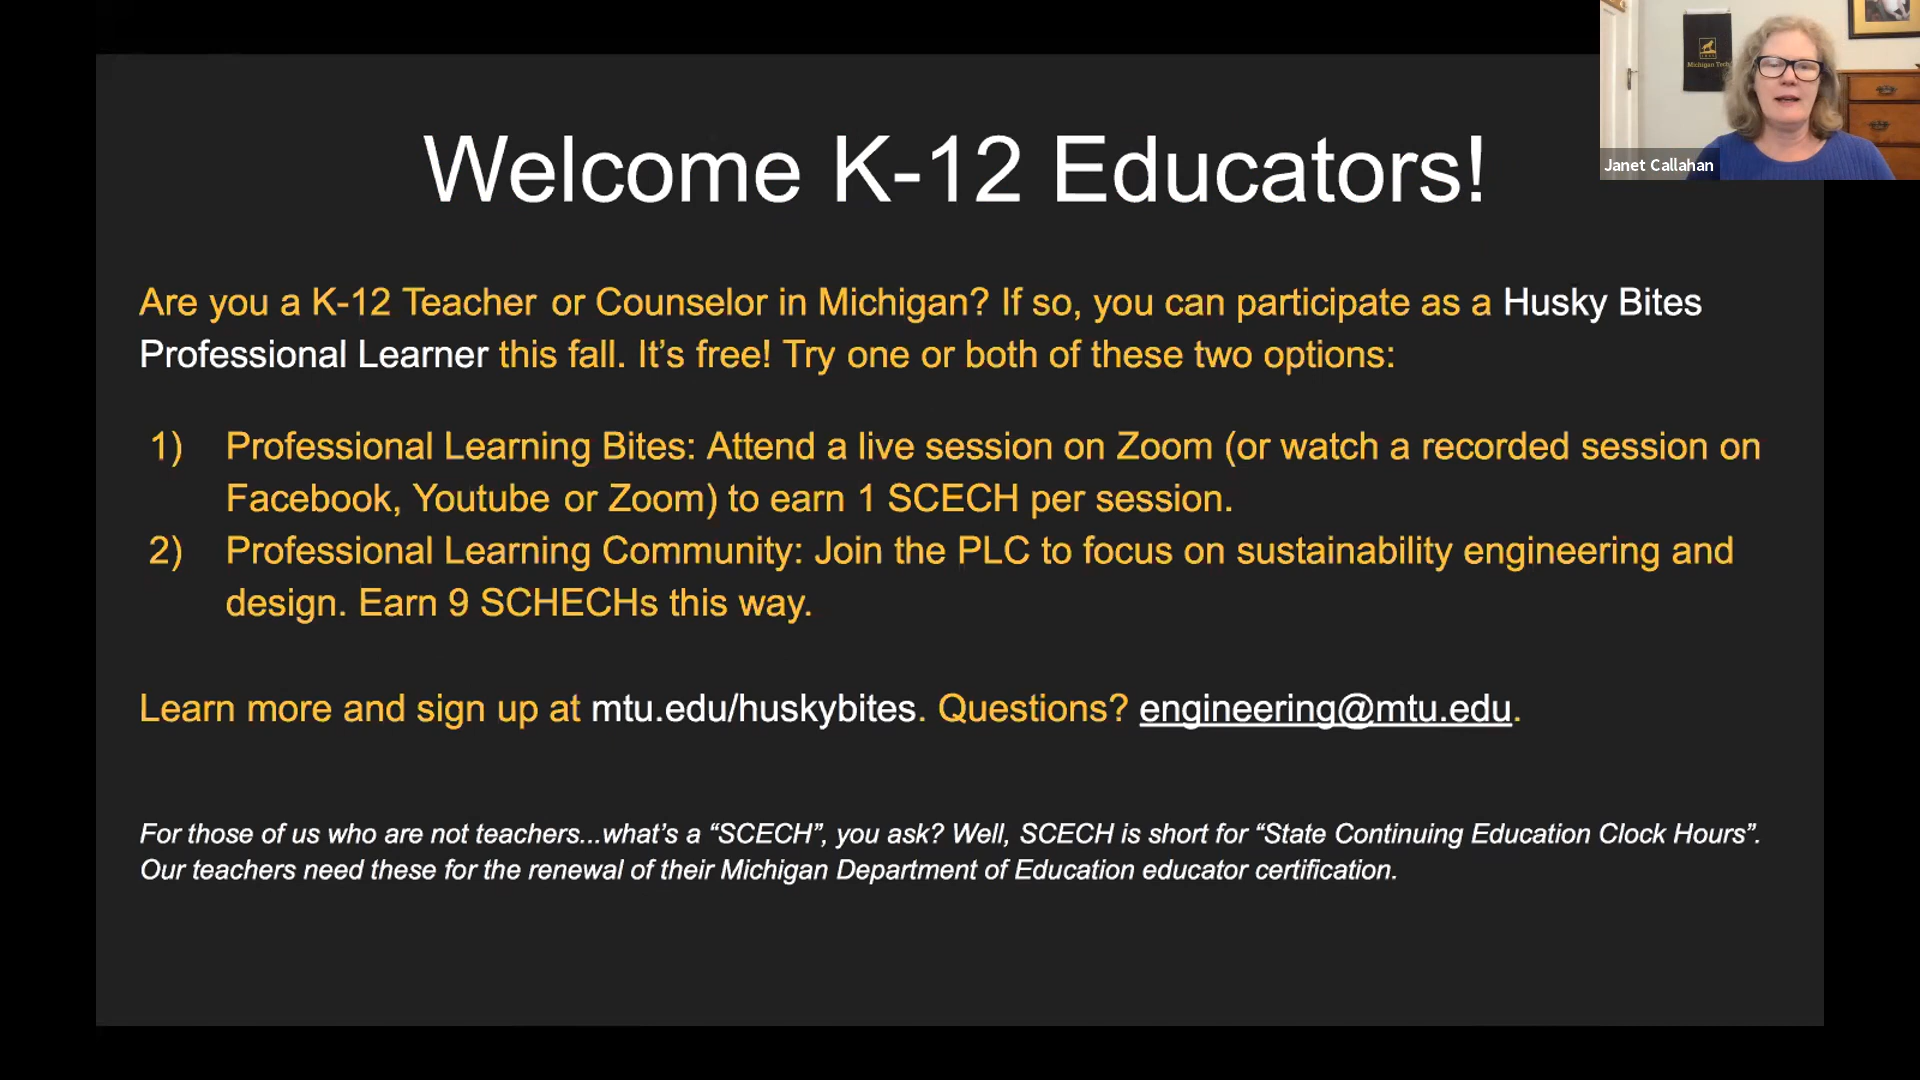 Michigan Tech
Janet Callahan
Welcome K-12 Educators!
Are you a K-12 Teacher or Counselor in Michigan? If so, you can participate as a Husky Bites
Professional Learner this fall. It’s free! Try one or both of these two options:
1) Professional Learning Bites: Attend a live session on Zoom (or watch a recorded session on
Facebook, Youtube or Zoom) to earn 1 SCECH per session.
2) Professional Learning Community: Join the PLC to focus on sustainability engineering and
design. Earn 9 SCHECHs this way.
Learn more and sign up at mtu.edu/huskybites. Questions? engineering@mtu.edu.
For those of us who are not teachers...what’s a “SCECH”, you ask? Well, SCECH is short for “State Continuing Education Clock Hours”.
Our teachers need these for the renewal of their Michigan Department of Education educator certification.